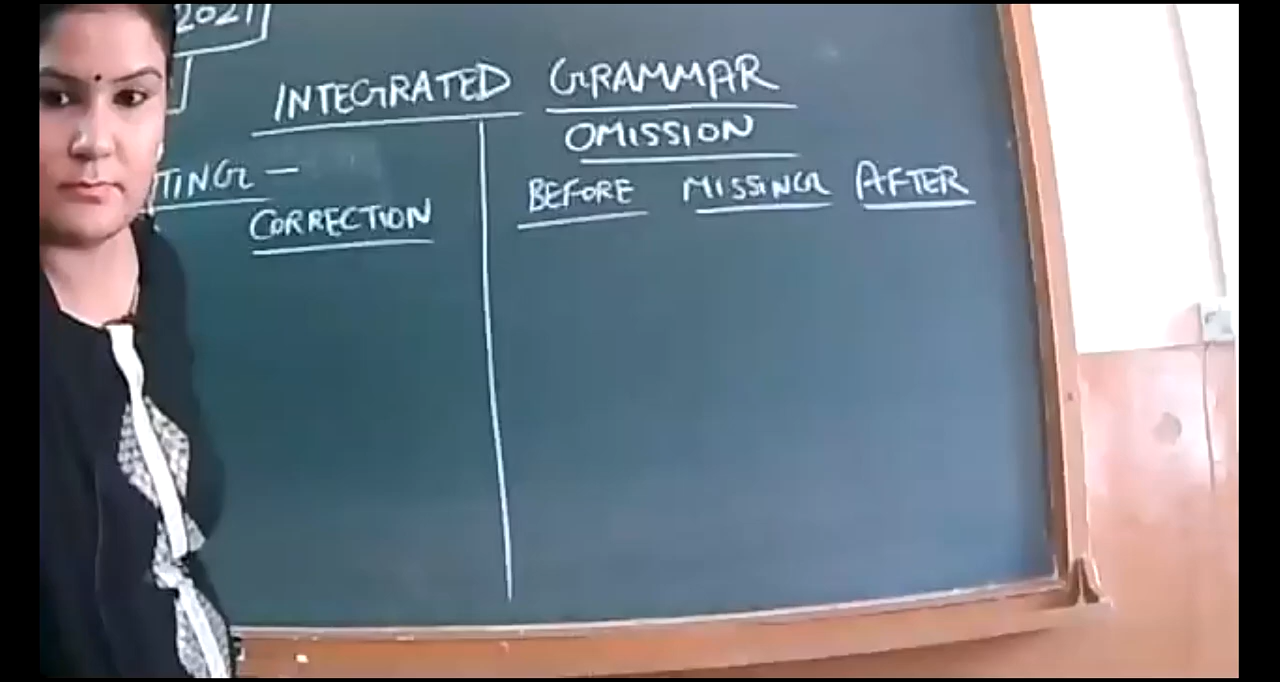 2021
INTEGRATED GRAMMAR
OMISSION
TING -
BEFORE MISSING AFTER
CORRECTION